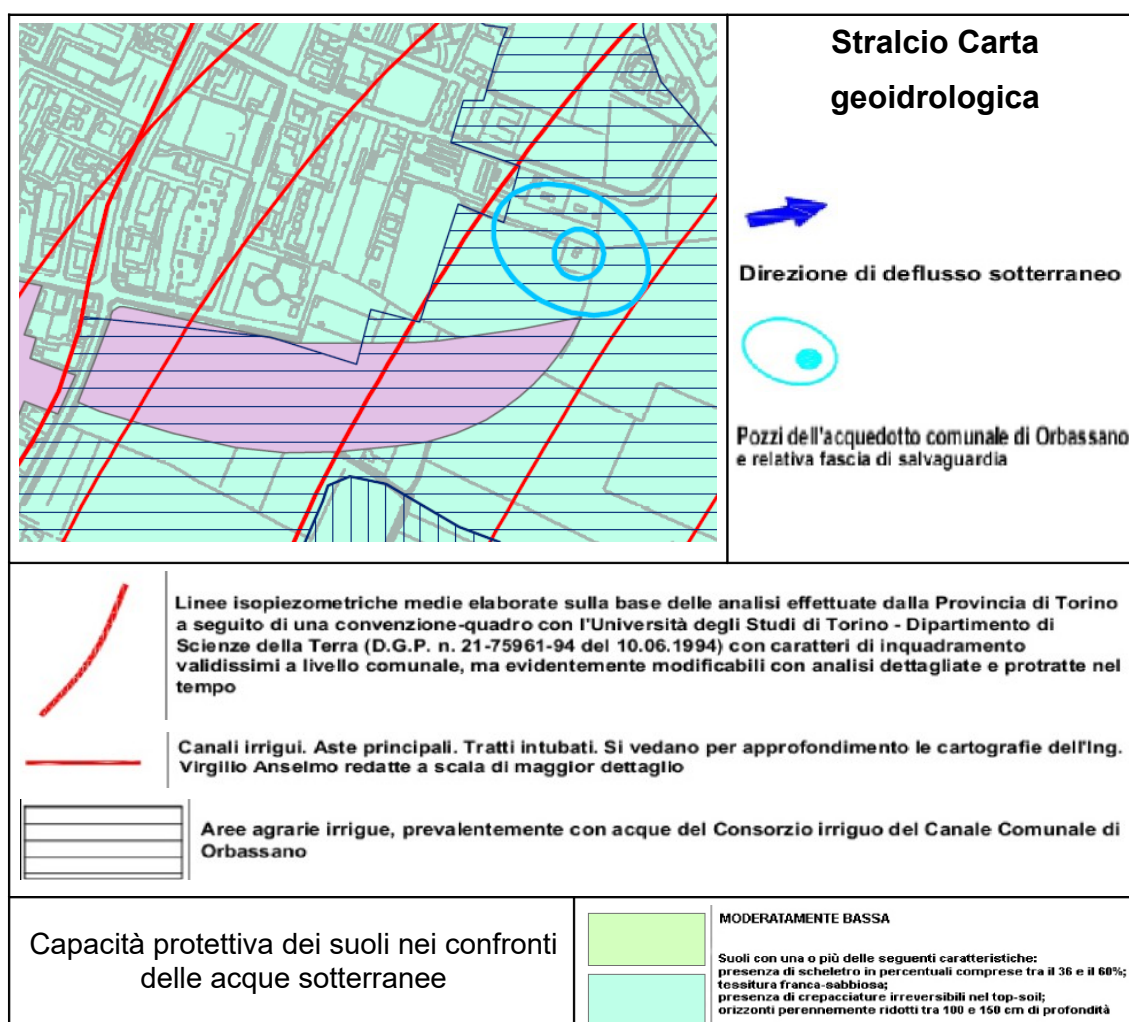 Stralcio Carta
geoidrologica
Direzione di deflusso sotterraneo
Pozzi dell'acquedotto comunale di Orbassano
e relativa fascia di salvaguardia
Linee isopiezometriche medie elaborate sulla base delle analisi effettuate dalla Provincia di Torino
a seguito di una convenzione-quadro con l'Università degli Studi di Torino - Dipartimento di
Scienze della Terra (D.G.P. n. 21-75961-94 del 10.06.1994) con caratteri di inquadramento
validissimi a livello comunale, ma evidentemente modificabili con analisi dettagliate e protratte nel
tempo
Canali irrigui. Aste principali. Tratti intubati. Si vedano per approfondimento le cartografie dell'Ing.
Virgilio Anselmo redatte a scala di maggior dettaglio
Aree agrarie irrigue, prevalentemente con acque del Consorzio irriguo del Canale Comunale di
Orbassano
Capacità protettiva dei suoli nei confronti
delle acque sotterranee
MODERATAMENTE BASSA
Suoli con una o più delle seguenti caratteristiche:
presenza di scheletro in percentuali comprese tra il 36 e il 60%;
tessitura franca-sabbiosa;
presenza di crepacciature irreversibili nel top-soil;
orizzonti perennemente ridotti tra 100 e 150 cm di profondità